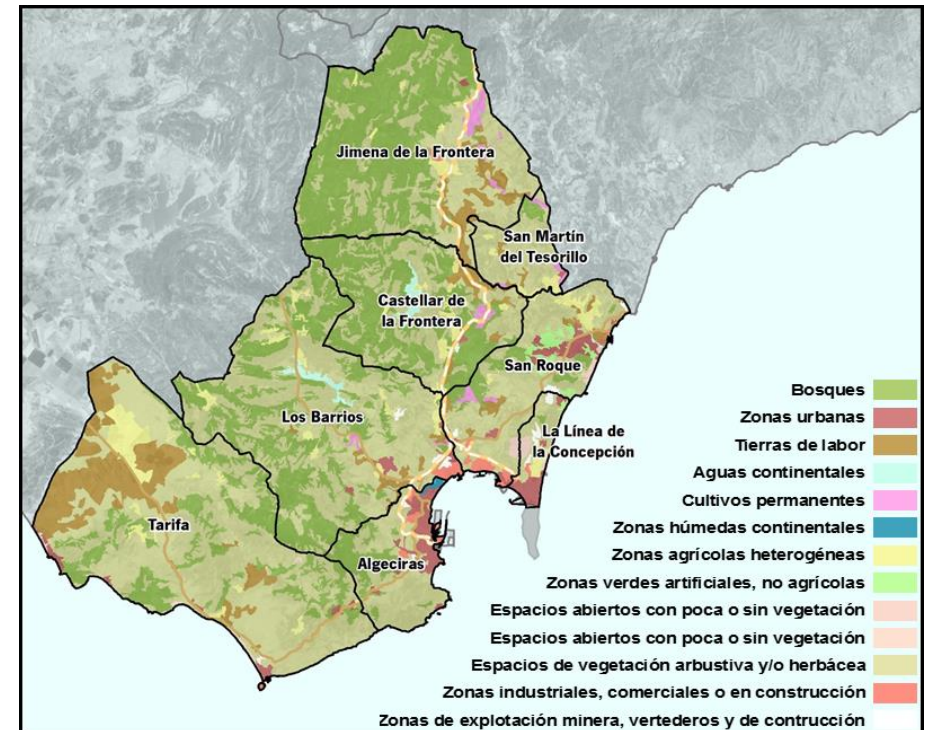 Jimena de la Frontera
San Martín
del Tesorillo
Castellar de
la Frontera
San Roque
Los Barrios
La Línea de
la Concepción
Tarifa
Algeciras
Bosques
Zonas urbanas
Tierras de labor
Aguas continentales
Cultivos permanentes
Zonas húmedas continentales
Zonas agrícolas heterogéneas
Zonas verdes artificiales, no agrícolas
Espacios abiertos con poca o sin vegetación
Espacios abiertos con poca o sin vegetación
Espacios de vegetación arbustiva y/o herbácea
Zonas industriales, comerciales o en construcción
Zonas de explotación minera, vertederos y de contrucción